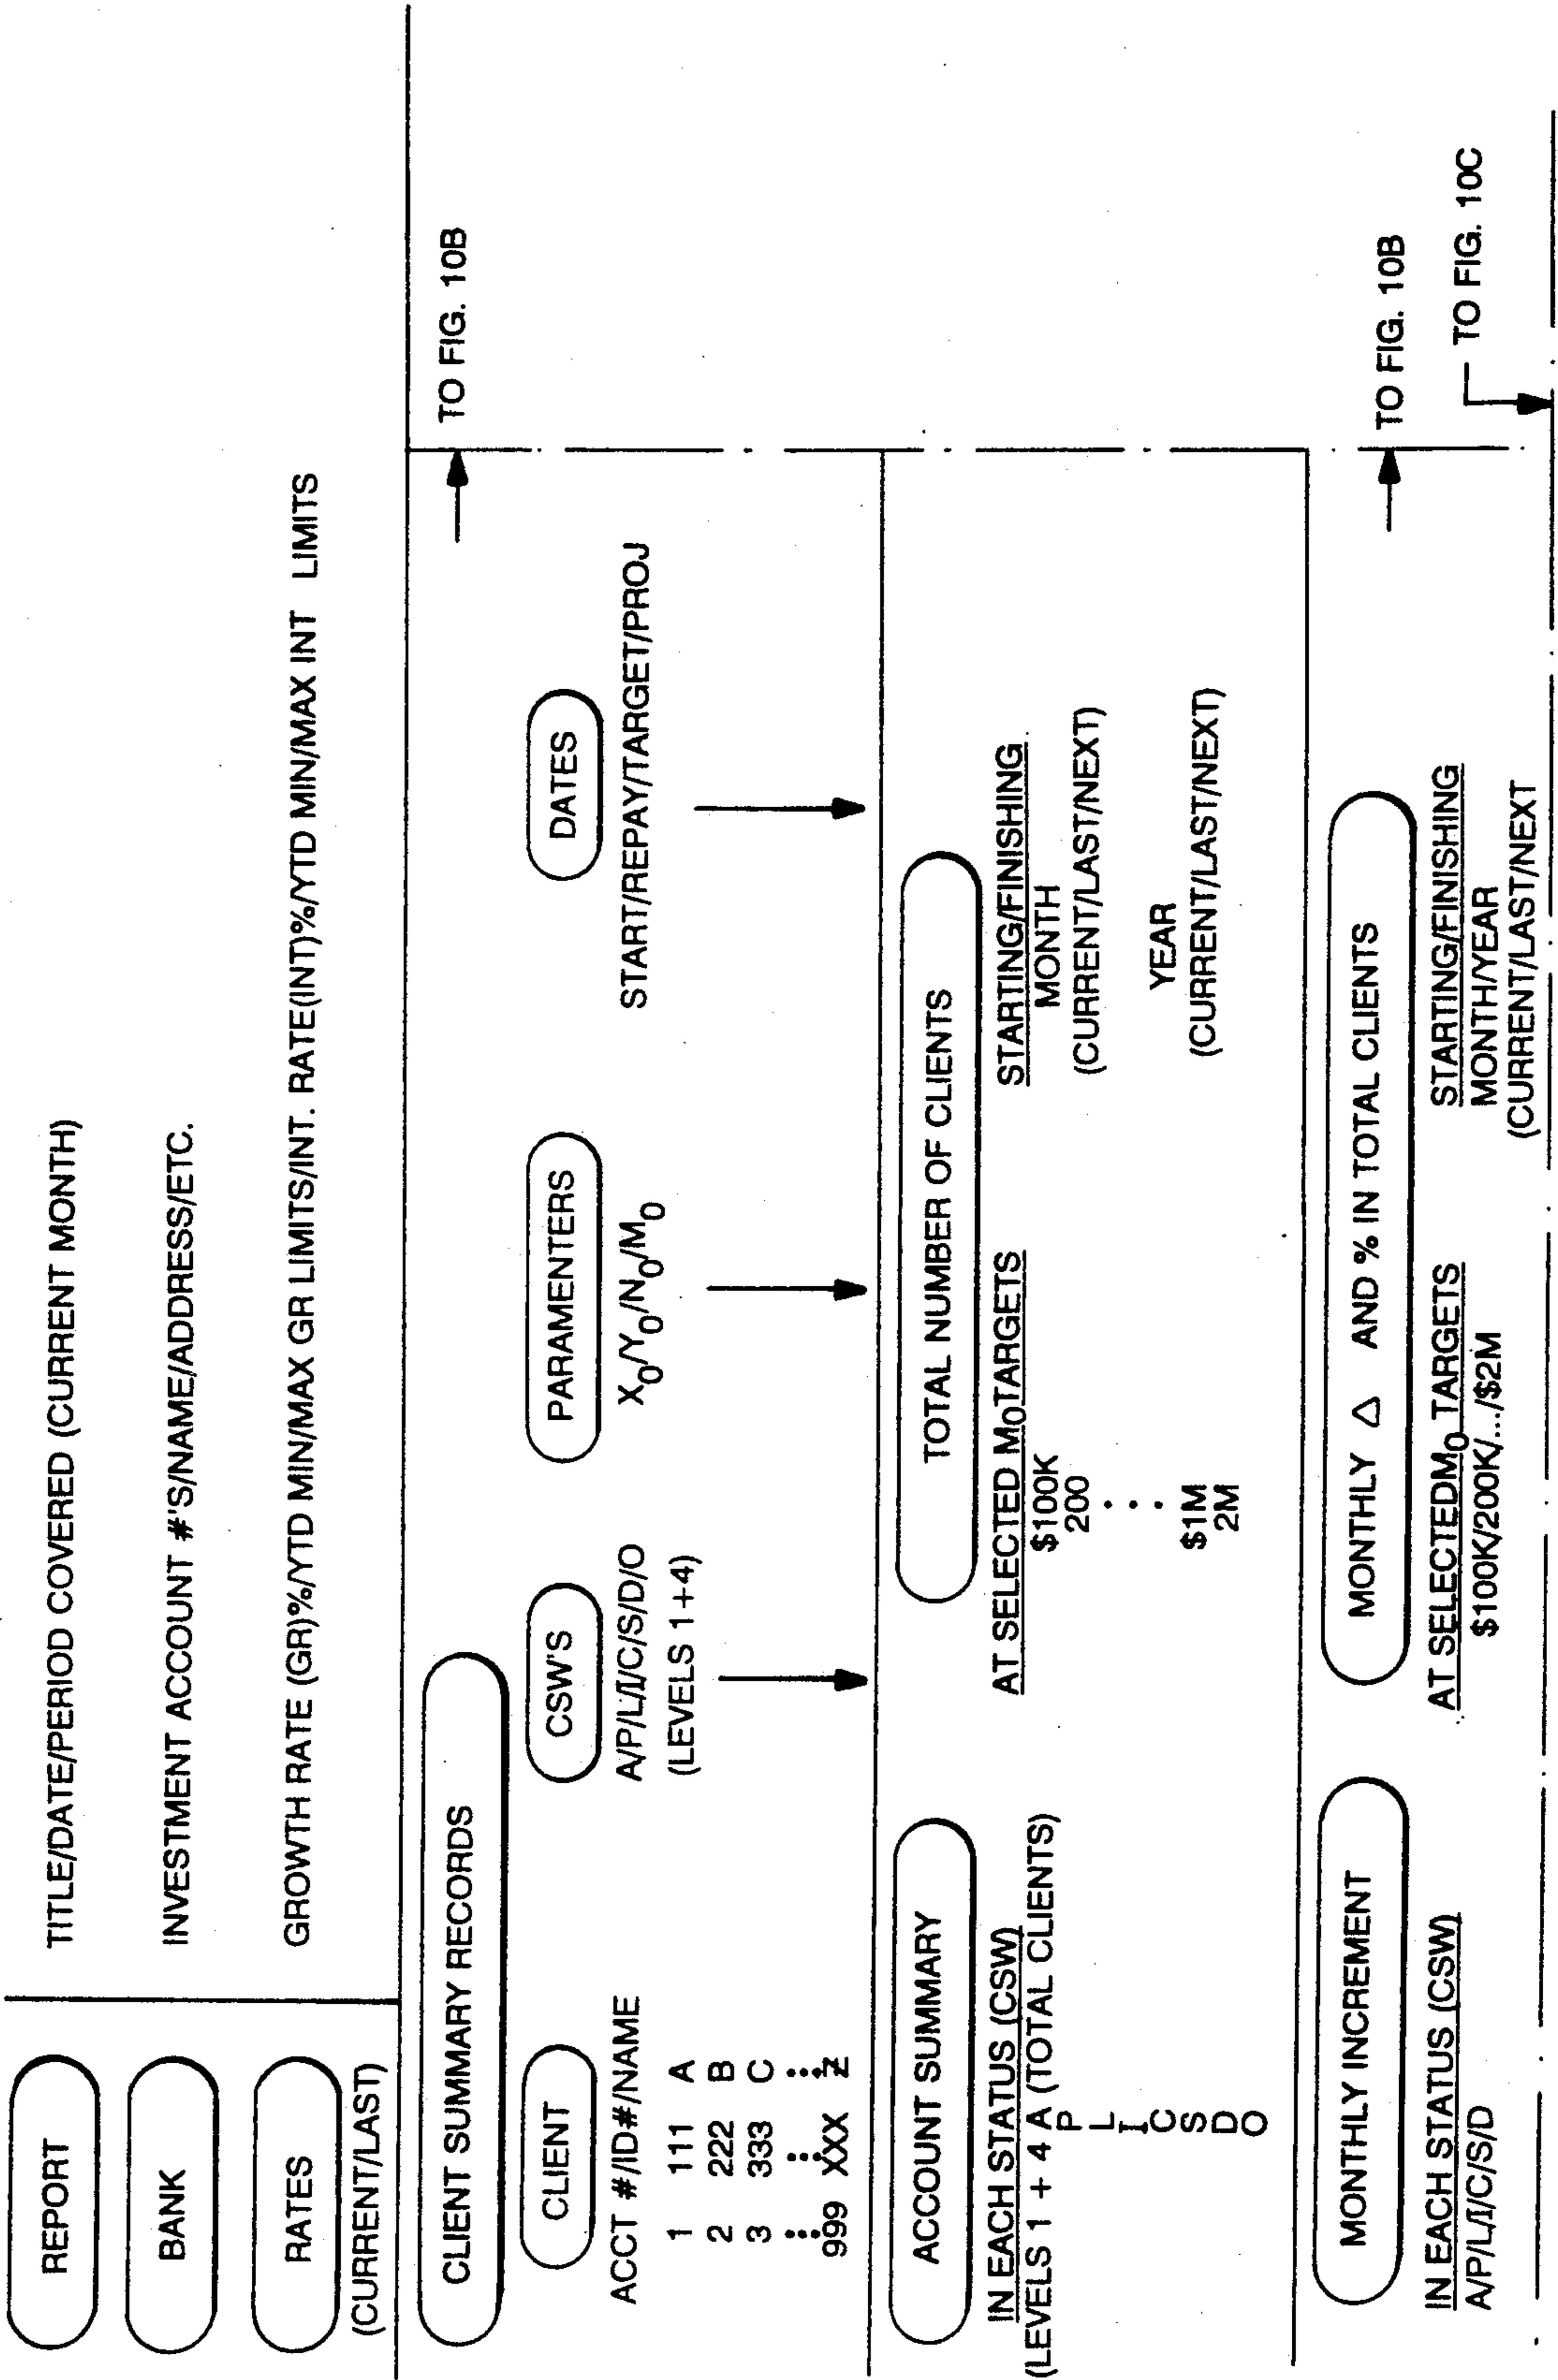 REPORT TITLE/DATE/PERIOD COVERED (CURRENT MONTH)
BANK INVESTMENT ACCOUNT #'S/NAME/ADDRESS/ETC.
RATES GROWTH RATE (GR)%/YTD MIN/MAX GR LIMITS/INT. RATE(INT)%/YTD MIN/MAX INT LIMITS
(CURRENT/LAST)
CLIENT SUMMARY RECORDS
TO FIG. 10B
CLIENT CSW'S PARAMENTERS DATES
ACCT #/ID#/NAME A/P/L/I/C/S/D/O X0/Y0/N0/M0 START/REPAY/TARGET/PROJ
(LEVELS 1+4)
1 111 A
2 222 B
3 333 C
⋮ ⋮ ⋮
999 XXX Z
ACCOUNT SUMMARY TOTAL NUMBER OF CLIENTS
IN EACH STATUS (CSW) AT SELECTED M0TARGETS STARTING/FINISHING
(LEVELS 1 + 4 A (TOTAL CLIENTS) $100K MONTH
P 200 (CURRENT/LAST/NEXT)
L . . .
I
C $1M YEAR
S 2M (CURRENT/LAST/NEXT)
D
O
MONTHLY INCREMENT MONTHLY △ AND % IN TOTAL CLIENTS
TO FIG. 10B
IN EACH STATUS (CSW) AT SELECTEDM0 TARGETS STARTING/FINISHING
A/P/L/I/C/S/D $100K/200K/.../$2M MONTH/YEAR
(CURRENT/LAST/NEXT
TO FIG. 10C